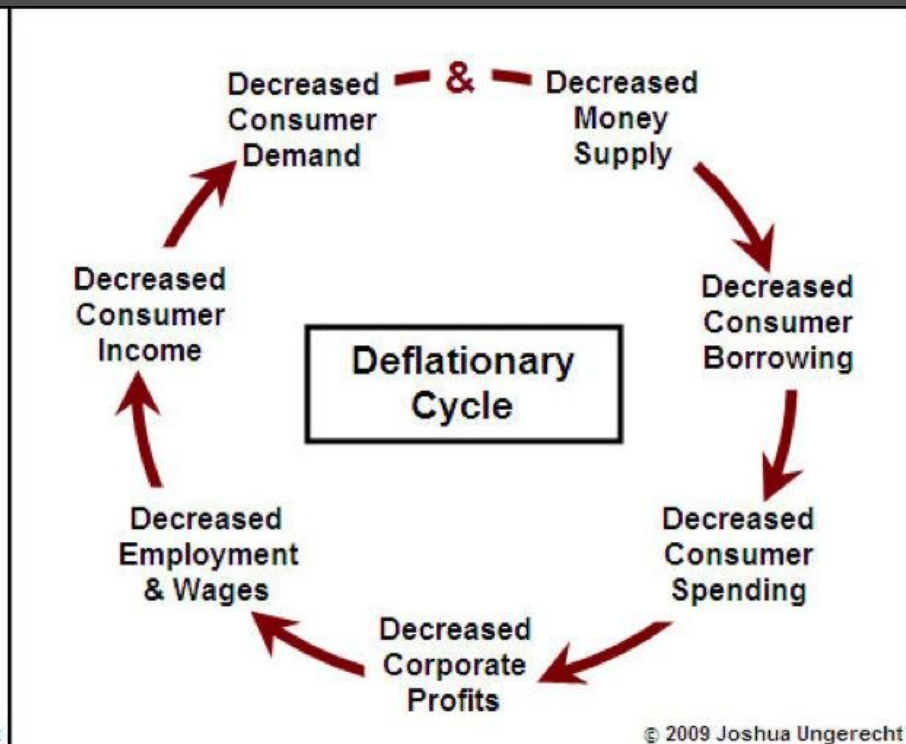 Decreased
Consumer
Demand
&
Decreased
Money
Supply
Decreased
Consumer
Borrowing
Decreased
Consumer
Spending
Decreased
Corporate
Profits
Decreased
Employment
& Wages
Decreased
Consumer
Income
Deflationary
Cycle
© 2009 Joshua Ungerecht